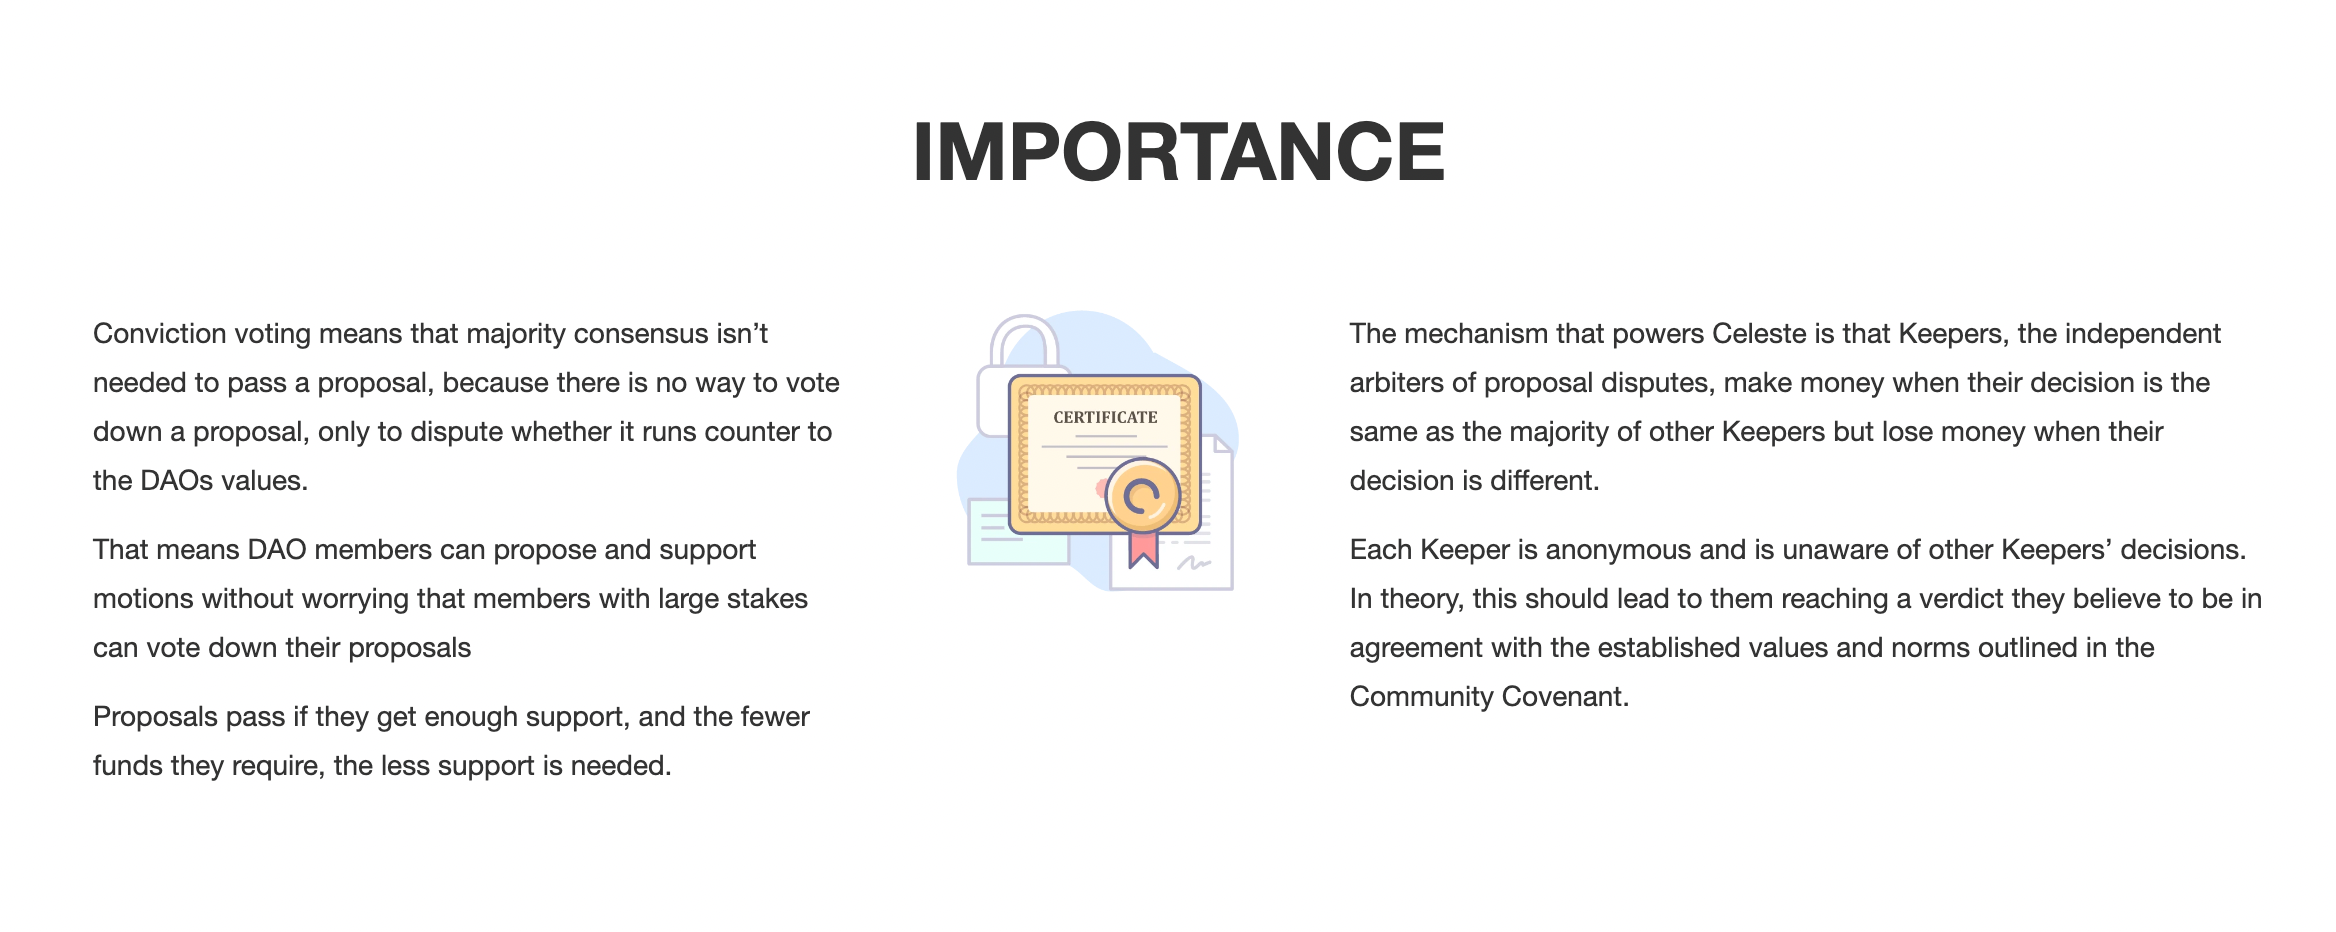 IMPORTANCE
Conviction voting means that majority consensus isn’t
needed to pass a proposal, because there is no way to vote
down a proposal, only to dispute whether it runs counter to
the DAOs values.
That means DAO members can propose and support
motions without worrying that members with large stakes
can vote down their proposals
Proposals pass if they get enough support, and the fewer
funds they require, the less support is needed.
CERTIFICATE
The mechanism that powers Celeste is that Keepers, the independent
arbiters of proposal disputes, make money when their decision is the
same as the majority of other Keepers but lose money when their
decision is different.
Each Keeper is anonymous and is unaware of other Keepers’ decisions.
In theory, this should lead to them reaching a verdict they believe to be in
agreement with the established values and norms outlined in the
Community Covenant.